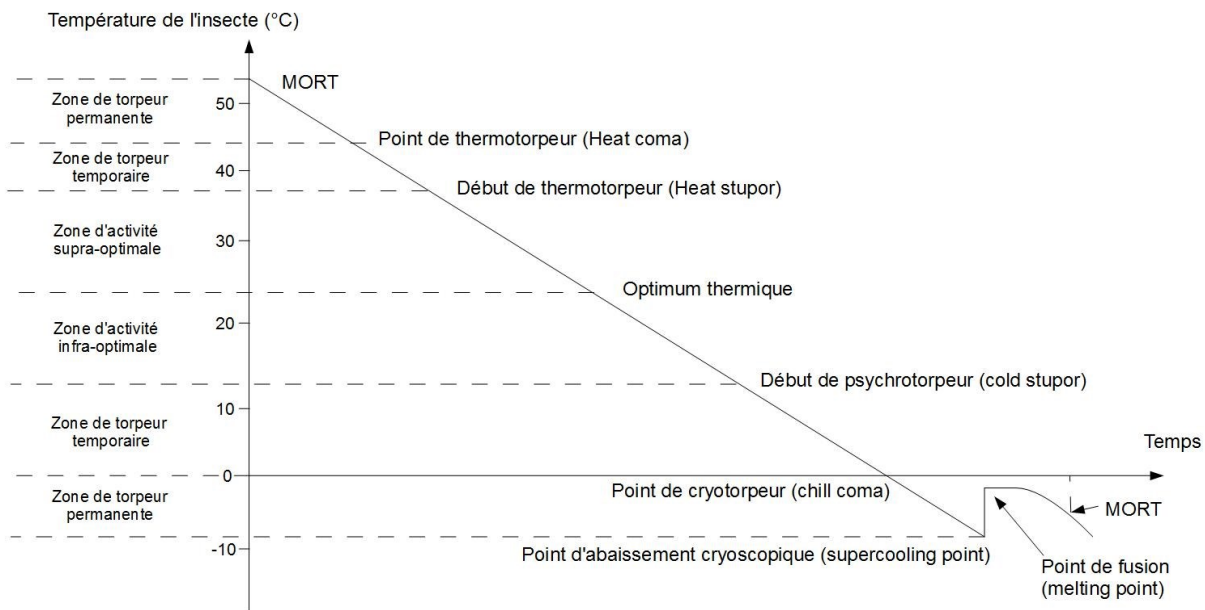 Température de l'insecte (°C)
MORT
Zone de torpeur
permanente
50
Point de thermotorpeur (Heat coma)
Zone de torpeur
temporaire
40
Début de thermotorpeur (Heat stupor)
Zone d'activité
supra-optimale
30
Optimum thermique
Zone d'activité
infra-optimale
20
Début de psychrotorpeur (cold stupor)
10
Zone de torpeur
temporaire
Temps
0
Point de cryotorpeur (chill coma)
Zone de torpeur
permanente
MORT
-10
Point d'abaissement cryoscopique (supercooling point)
Point de fusion
(melting point)